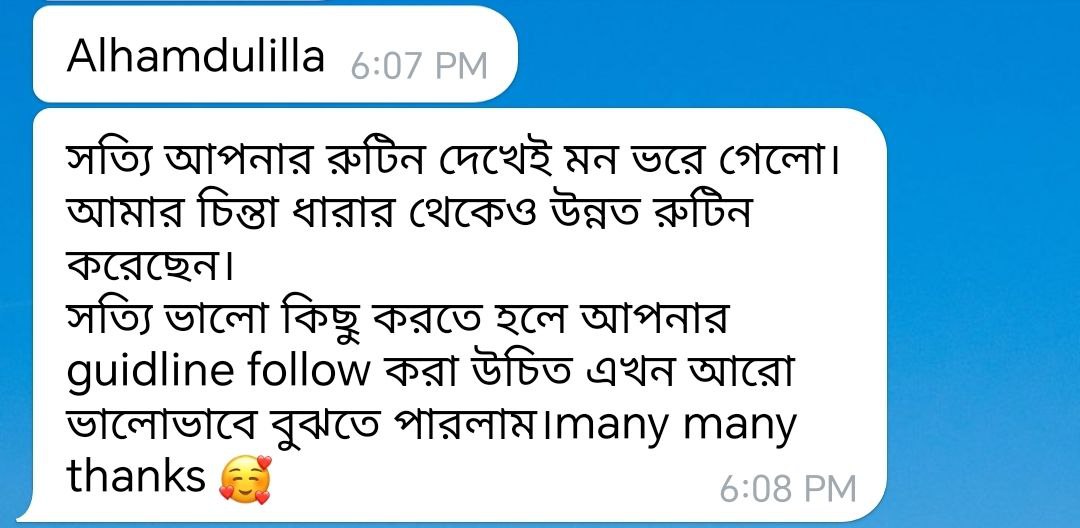 Alhamdulilla 6:07 PM
সত্যি আপনার রুটিন দেখেই মন ভরে গেলো।
আমার চিন্তা ধারার থেকেও উন্নত রুটিন
করেছেন।
সত্যি ভালো কিছু করতে হলে আপনার
guidline follow করা উচিত এখন আরো
ভালোভাবে বুঝতে পারলাম।many many
thanks 🥰 6:08 PM